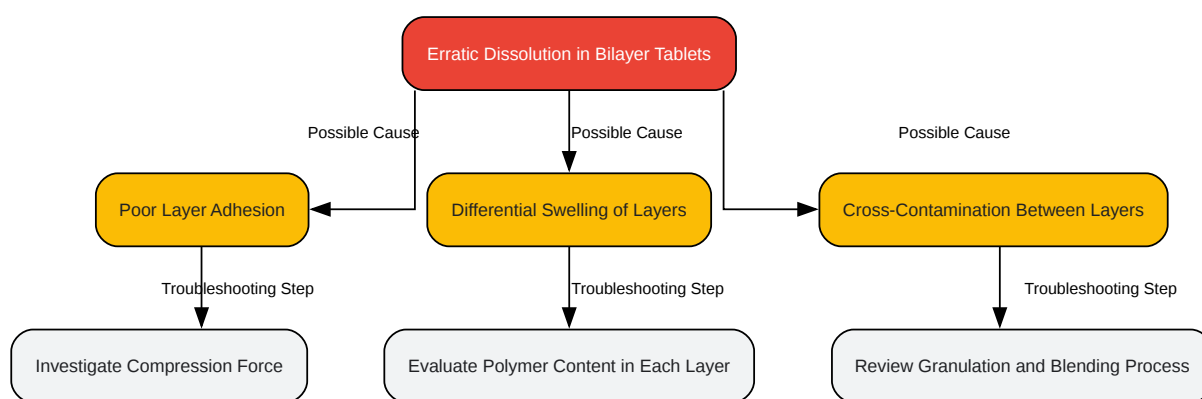 Erratic Dissolution in Bilayer Tablets
Possible Cause
Possible Cause
Possible Cause
Poor Layer Adhesion
Differential Swelling of Layers
Cross-Contamination Between Layers
Troubleshooting Step
Troubleshooting Step
Troubleshooting Step
Investigate Compression Force
Evaluate Polymer Content in Each Layer
Review Granulation and Blending Process